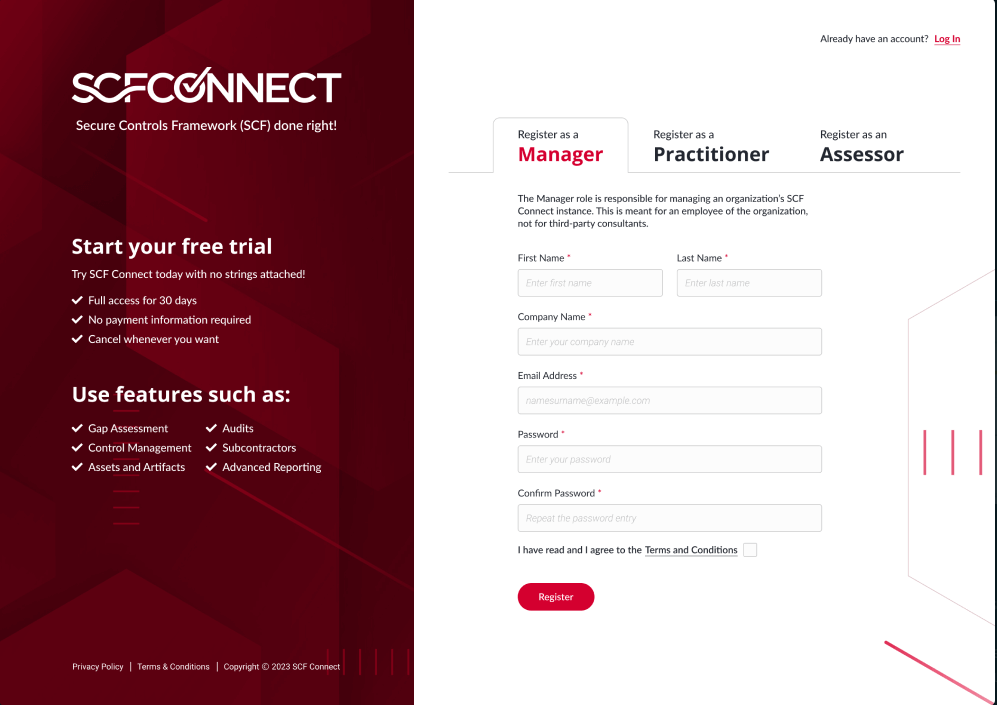 SCFCONNECT
Secure Controls Framework (SCF) done right!
Start your free trial
Try SCF Connect today with no strings attached!
Full access for 30 days
No payment information required
Cancel whenever you want
Use features such as:
Gap Assessment
Audits
Control Management
Subcontractors
Assets and Artifacts
Advanced Reporting
Privacy Policy | Terms & Conditions | Copyright © 2023 SCF Connect
Already have an account? Log In
Register as a
Manager
Register as a
Practitioner
Register as an
Assessor
The Manager role is responsible for managing an organization's SCF
Connect instance. This is meant for an employee of the organization,
not for third-party consultants.
First Name *
Last Name *
Enter first name
Enter last name
Company Name *
Enter your company name
Email Address *
namesurname@example.com
Password *
Enter your password
Confirm Password *
Repeat the password entry
I have read and I agree to the Terms and Conditions
Register